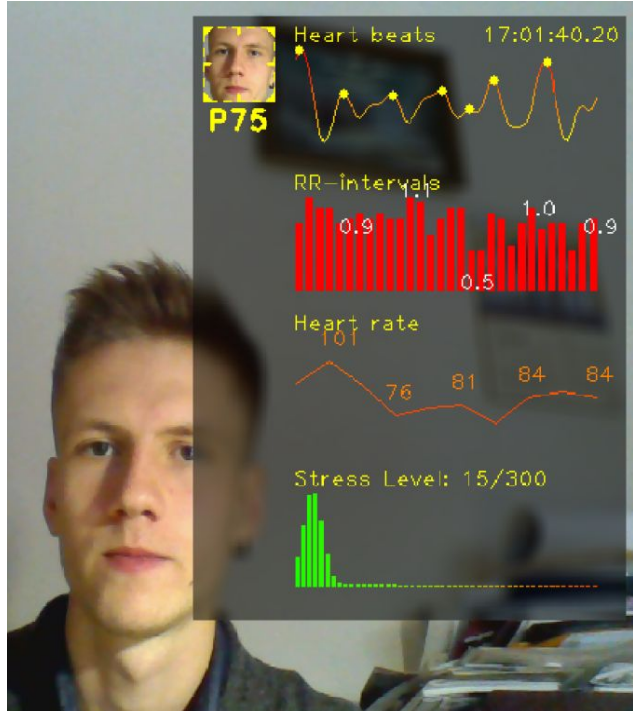 Heart beats 17:01:40.20
P75
RR-intervals
1.1
1.0
0.9 0.9
0.5
Heart rate
101
76 81 84 84
Stress Level: 15/300